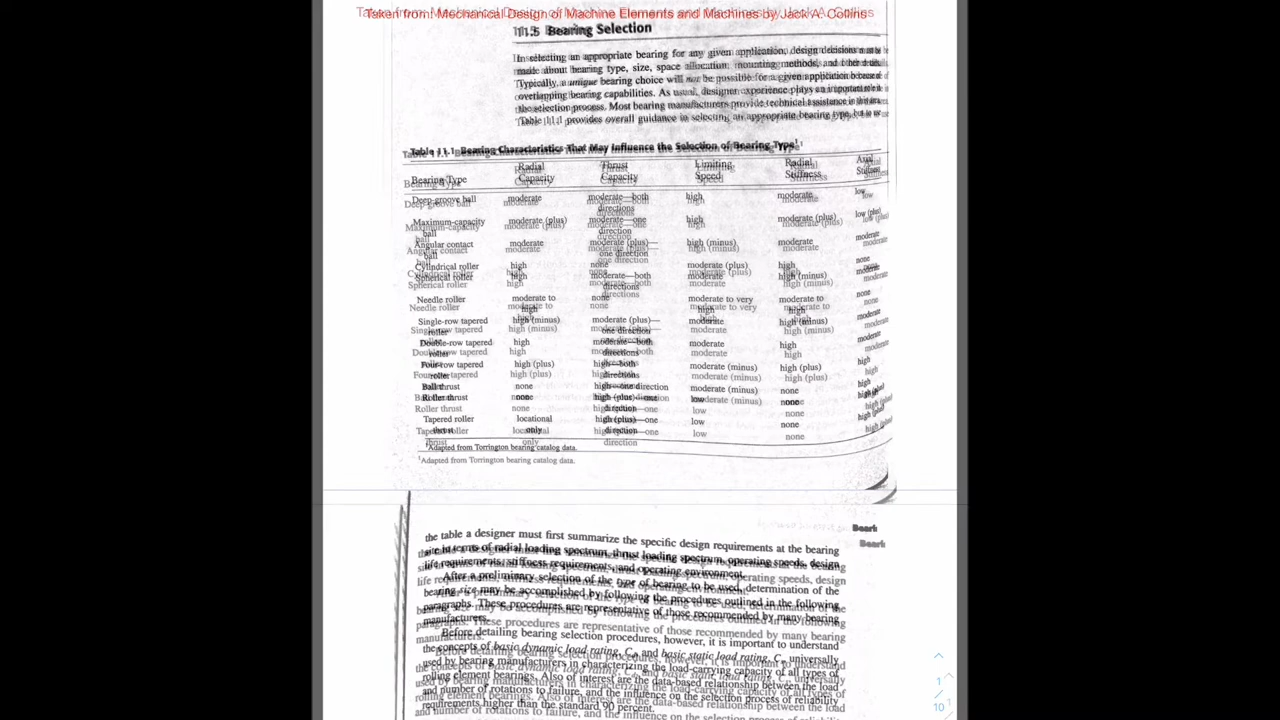 Taken from: Mechanical Design of Machine Elements and Machines by Jack A. Collins
11.5 Bearing Selection
In selecting an appropriate bearing for any given application, design decisions must be
made about bearing type, size, space allocation, mounting methods, and other details.
Typically, a unique bearing choice will not be possible for a given application because of
overlapping bearing capabilities. As usual, designer experience plays an important role in
the selection process. Most bearing manufacturers provide technical assistance in this area.
Table 11.1 provides overall guidance in selecting an appropriate bearing type, but to use
Table 11.1 Bearing Characteristics That May Influence the Selection of Bearing Type¹
Radial Thrust Limiting Radial Axial
Bearing Type Capacity Capacity Speed Stiffness Stiffness
Deep-groove ball moderate moderate—both high moderate low
directions
Maximum-capacity moderate (plus) moderate—one high moderate (plus) low (plus)
ball direction
Angular contact moderate moderate (plus)— high (minus) moderate moderate
ball one direction
Cylindrical roller high none moderate (plus) high none
Spherical roller high moderate—both moderate high (minus) moderate
directions
Needle roller moderate to none moderate to very moderate to none
high high high
Single-row tapered high (minus) moderate (plus)— moderate high (minus) moderate
roller one direction
Double-row tapered high moderate—both moderate high moderate
roller directions
Four-row tapered high (plus) high—both moderate (minus) high (plus) high
roller directions
Ball thrust none high—one direction moderate (minus) none high
Roller thrust none high (plus)—one low none high (plus)
direction
Tapered roller locational high (plus)—one low none high (plus)
thrust only direction
¹Adapted from Torrington bearing catalog data.
Beari
the table a designer must first summarize the specific design requirements at the bearing
site in terms of radial loading spectrum, thrust loading spectrum, operating speeds, design
life requirements, stiffness requirements, and operating environment.
After a preliminary selection of the type of bearing to be used, determination of the
bearing size may be accomplished by following the procedures outlined in the following
paragraphs. These procedures are representative of those recommended by many bearing
manufacturers.
Before detailing bearing selection procedures, however, it is important to understand
the concepts of basic dynamic load rating, C, and basic static load rating, C, universally
used by bearing manufacturers in characterizing the load-carrying capacity of all types of
rolling element bearings. Also of interest are the data-based relationship between the load
and number of rotations to failure, and the influence on the selection process of reliability
requirements higher than the standard 90 percent.
1
/
10